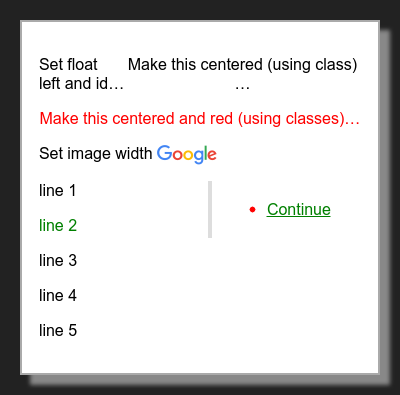 Set float
left and id…
Make this centered (using class)
…
Make this centered and red (using classes)…
Set image width Google
line 1
line 2
line 3
line 4
line 5
Continue